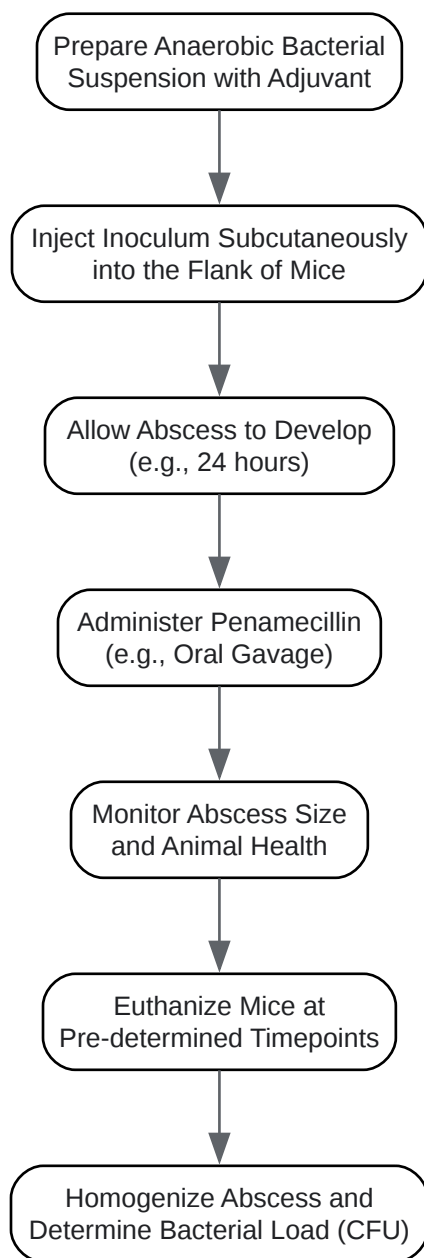 Prepare Anaerobic Bacterial
Suspension with Adjuvant
Inject Inoculum Subcutaneously
into the Flank of Mice
Allow Abscess to Develop
(e.g., 24 hours)
Administer Penamecillin
(e.g., Oral Gavage)
Monitor Abscess Size
and Animal Health
Euthanize Mice at
Pre-determined Timepoints
Homogenize Abscess and
Determine Bacterial Load (CFU)